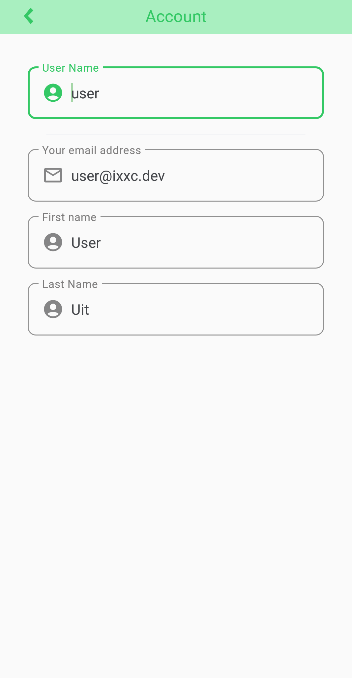 Account
User Name
user
Your email address
user@ixxc.dev
First name
User
Last Name
Uit